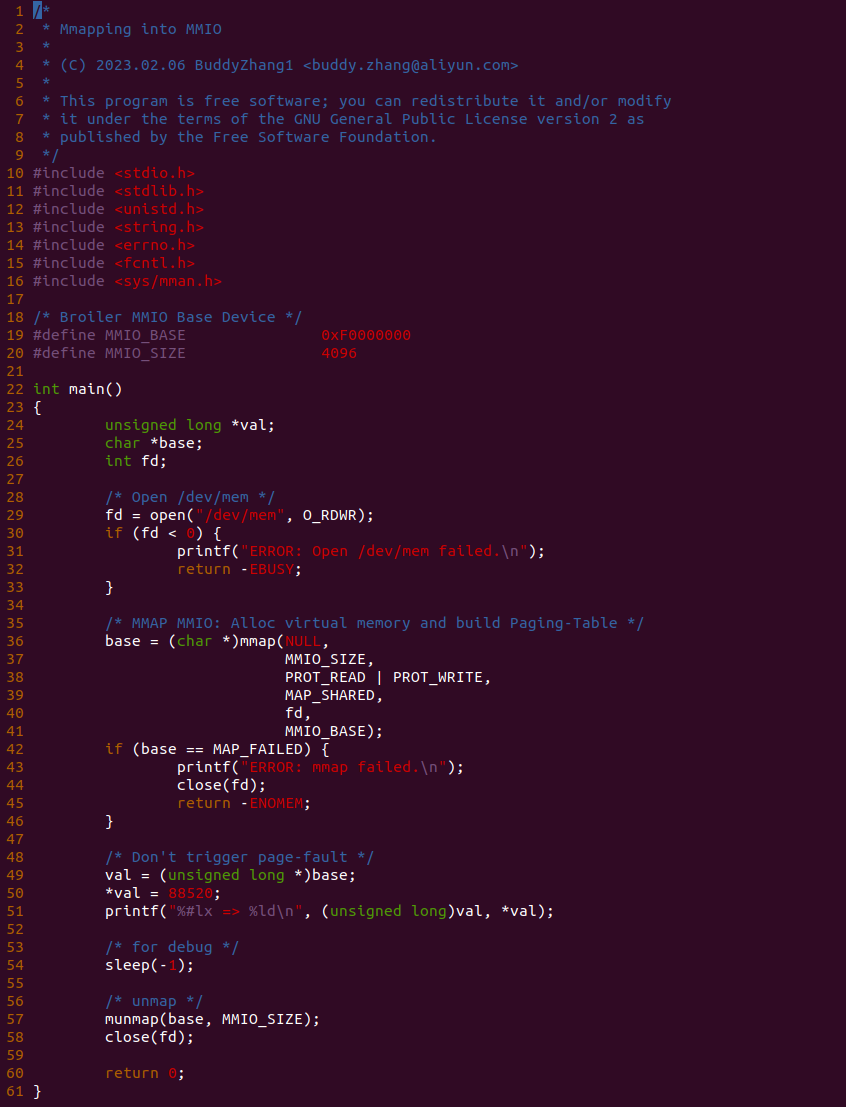 1 /*
2  * Mmapping into MMIO
3  *
4  * (C) 2023.02.06 BuddyZhang1 <buddy.zhang@aliyun.com>
5  *
6  * This program is free software; you can redistribute it and/or modify
7  * it under the terms of the GNU General Public License version 2 as
8  * published by the Free Software Foundation.
9  */
10 #include <stdio.h>
11 #include <stdlib.h>
12 #include <unistd.h>
13 #include <string.h>
14 #include <errno.h>
15 #include <fcntl.h>
16 #include <sys/mman.h>
17
18 /* Broiler MMIO Base Device */
19 #define MMIO_BASE               0xF0000000
20 #define MMIO_SIZE               4096
21
22 int main()
23 {
24         unsigned long *val;
25         char *base;
26         int fd;
27
28         /* Open /dev/mem */
29         fd = open("/dev/mem", O_RDWR);
30         if (fd < 0) {
31                 printf("ERROR: Open /dev/mem failed.\n");
32                 return -EBUSY;
33         }
34
35         /* MMAP MMIO: Alloc virtual memory and build Paging-Table */
36         base = (char *)mmap(NULL,
37                             MMIO_SIZE,
38                             PROT_READ | PROT_WRITE,
39                             MAP_SHARED,
40                             fd,
41                             MMIO_BASE);
42         if (base == MAP_FAILED) {
43                 printf("ERROR: mmap failed.\n");
44                 close(fd);
45                 return -ENOMEM;
46         }
47
48         /* Don't trigger page-fault */
49         val = (unsigned long *)base;
50         *val = 88520;
51         printf("%#lx => %ld\n", (unsigned long)val, *val);
52
53         /* for debug */
54         sleep(-1);
55
56         /* unmap */
57         munmap(base, MMIO_SIZE);
58         close(fd);
59
60         return 0;
61 }